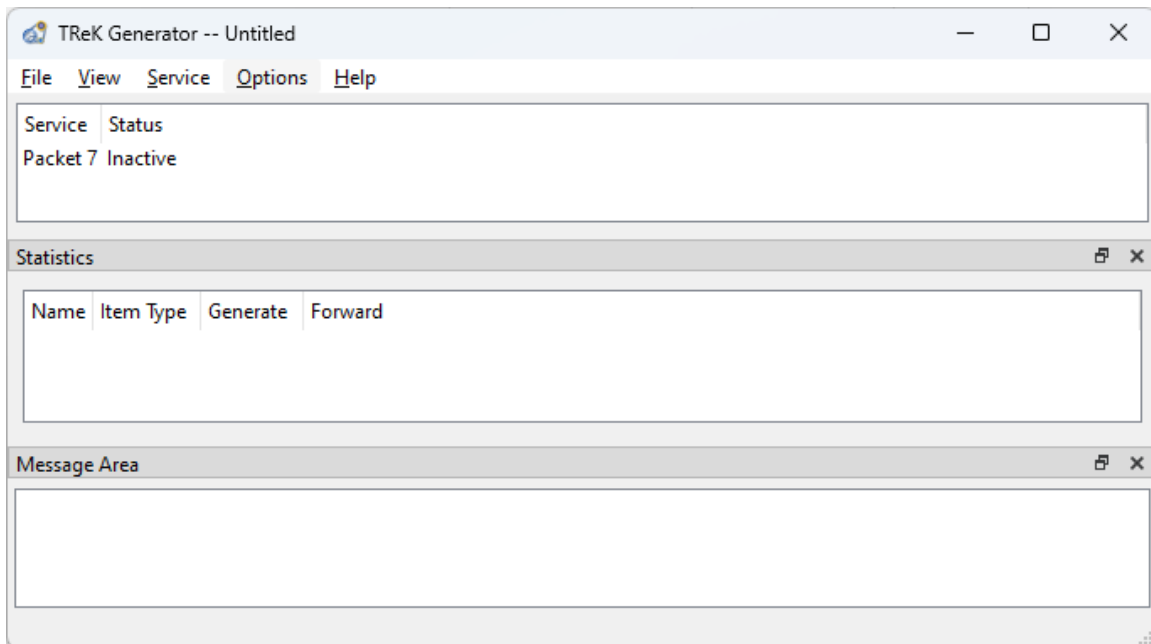 TReK Generator -- Untitled
File View Service Options Help
Service Status
Packet 7 Inactive
Statistics
Name Item Type Generate Forward
Message Area